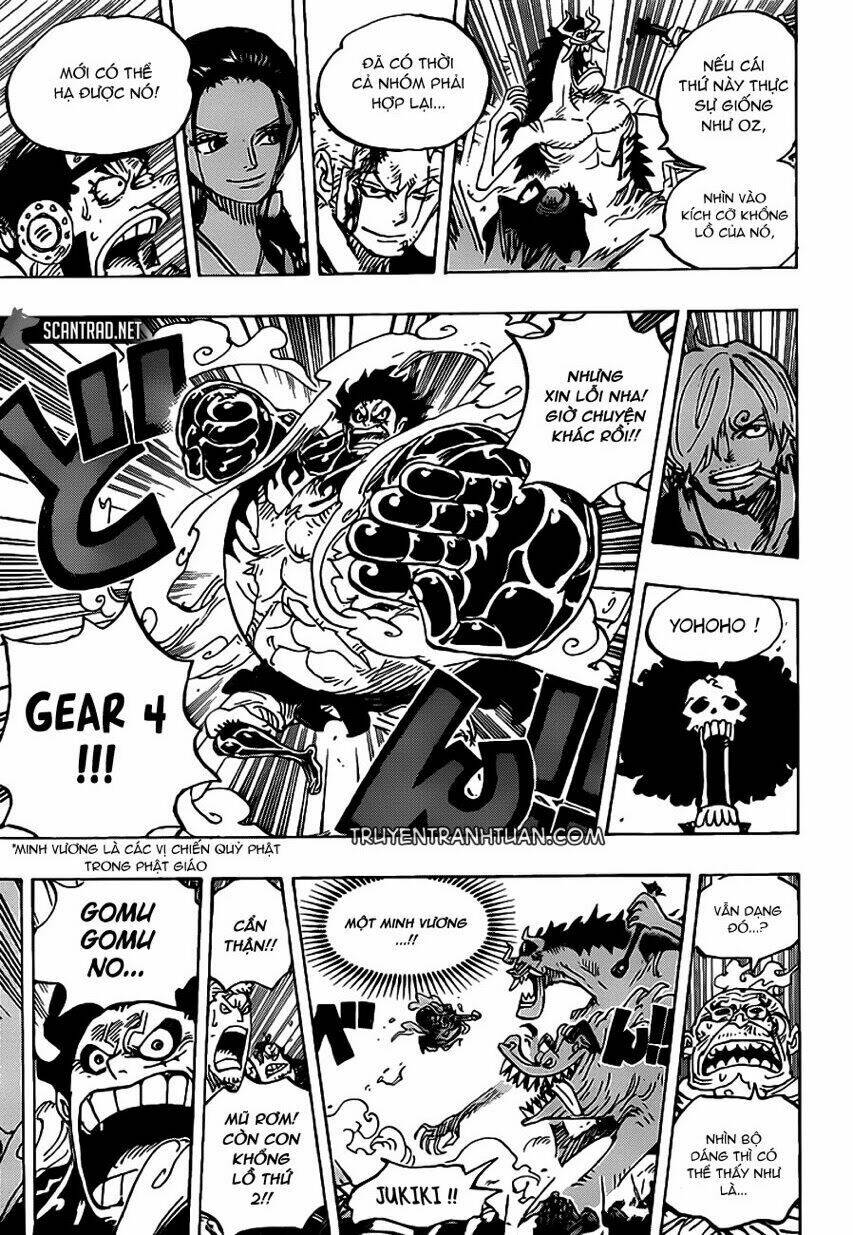 NẾU CÁI
THỨ NÀY THỰC
SỰ GIỐNG
NHƯ OZ,
NHÌN VÀO
KÍCH CỠ KHỔNG
LỒ CỦA NÓ,
ĐÃ CÓ THỜI
CẢ NHÓM PHẢI
HỢP LẠI...
MỚI CÓ THỂ
HẠ ĐƯỢC NÓ!
SCANTRAD.NET
NHƯNG
XIN LỖI NHA!
GIỜ CHUYỆN
KHÁC RỒI!!
YOHOHO !
ド
ン!!
GEAR 4
!!!
TRUYENTRANHTUAN.COM
*MINH VƯƠNG LÀ CÁC VỊ CHIẾN QUỶ PHẬT
TRONG PHẬT GIÁO
VẪN DẠNG
ĐÓ...?
NHÌN BỘ
DÁNG THÌ CÓ
THỂ THẤY NHƯ
LÀ...
MỘT MINH VƯƠNG
...!!
べ
ん!!
JUKIKI !!
CẨN
THẬN!!
MŨ RƠM!
CÒN CON
KHỔNG
LỒ THỨ
2!!
GOMU
GOMU
NO...